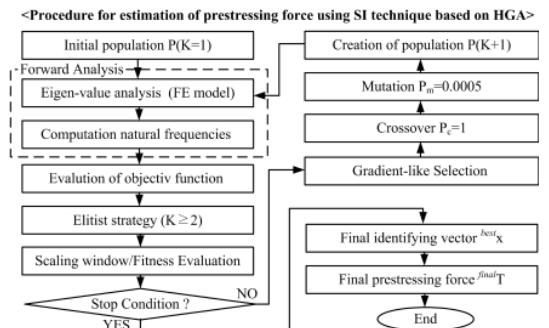 <Procedure for estimation of prestressing force using SI technique based on HGA>
Initial population P(K=1)
Forward Analysis
Eigen-value analysis (FE model)
Computation natural frequencies
Evalution of objectiv function
Elitist strategy (K≥2)
Scaling window/Fitness Evaluation
Stop Condition ?
NO
YES
Creation of population P(K+1)
Mutation Pm=0.0005
Crossover Pc=1
Gradient-like Selection
Final identifying vector bestx
Final prestressing force finalT
End